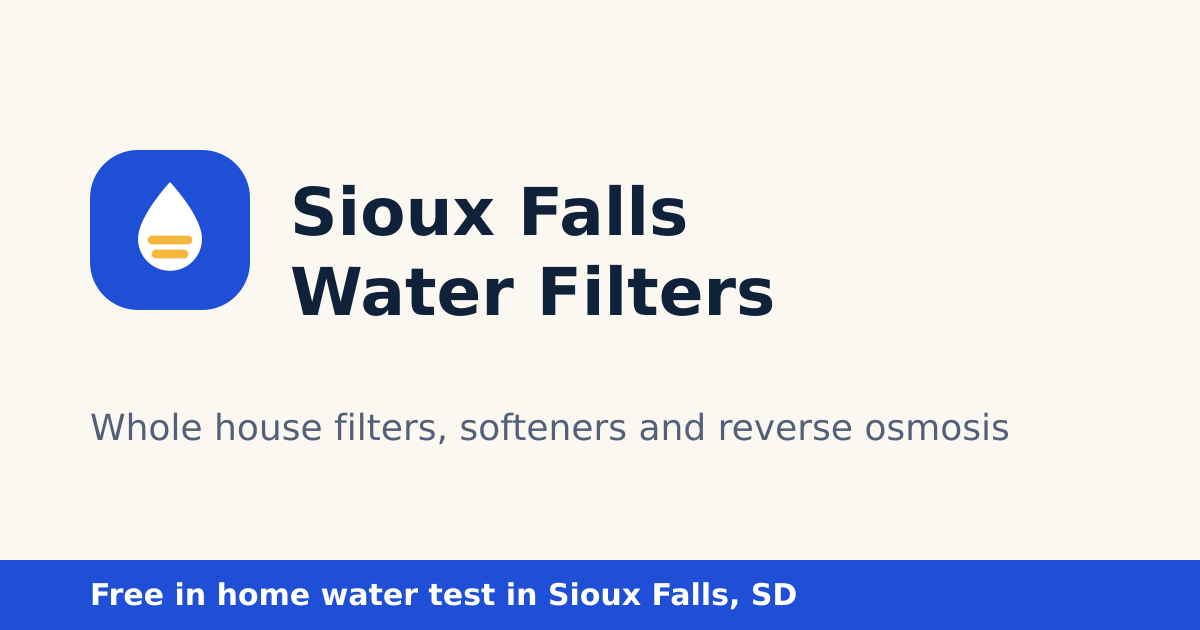 Sioux Falls
Water Filters
Whole house filters, softeners and reverse osmosis
Free in home water test in Sioux Falls, SD